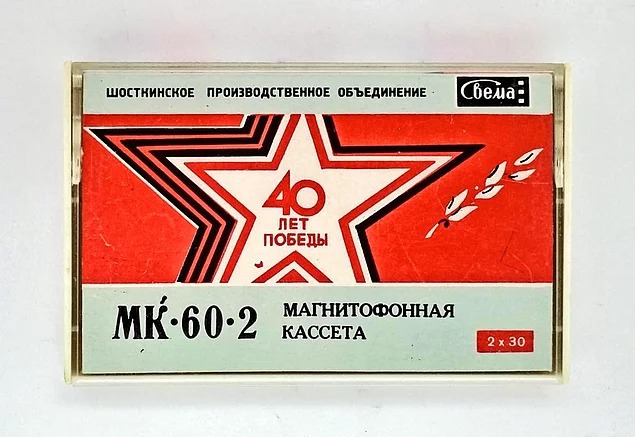 ШОСТКИНСКОЕ ПРОИЗВОДСТВЕННОЕ ОБЪЕДИНЕНИЕ
Свема
40
ЛЕТ
ПОБЕДЫ
МК·60·2
МАГНИТОФОННАЯ
КАССЕТА
2 x 30